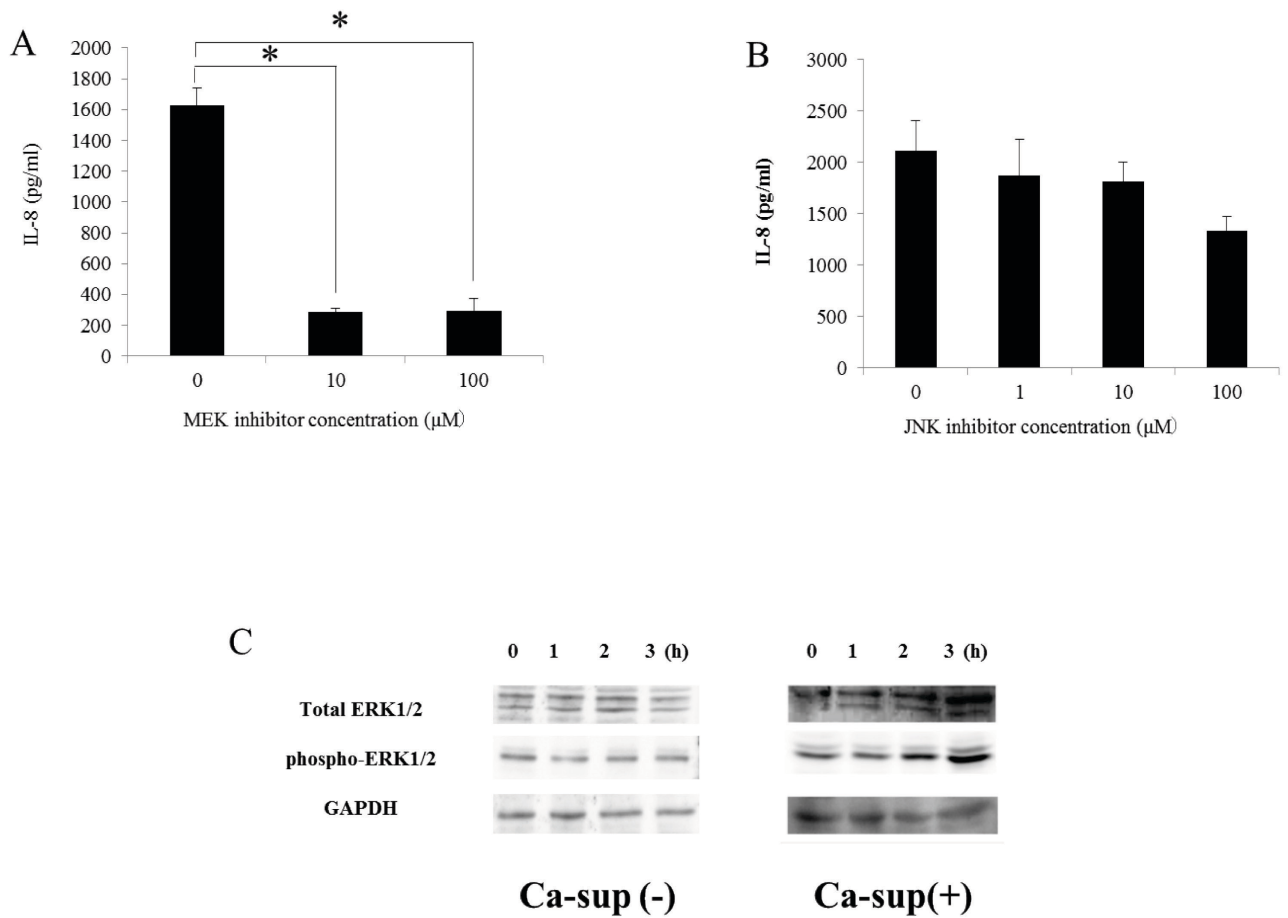 A
*
*
2000
1800
1600
1400
1200
1000
800
600
400
200
0
IL-8 (pg/ml)
0 10 100
MEK inhibitor concentration (μM)
B
3000
2500
2000
1500
1000
500
0
IL-8 (pg/ml)
0 1 10 100
JNK inhibitor concentration (μM)
C
0 1 2 3 (h)
0 1 2 3 (h)
Total ERK1/2
phospho-ERK1/2
GAPDH
Ca-sup (-)
Ca-sup(+)